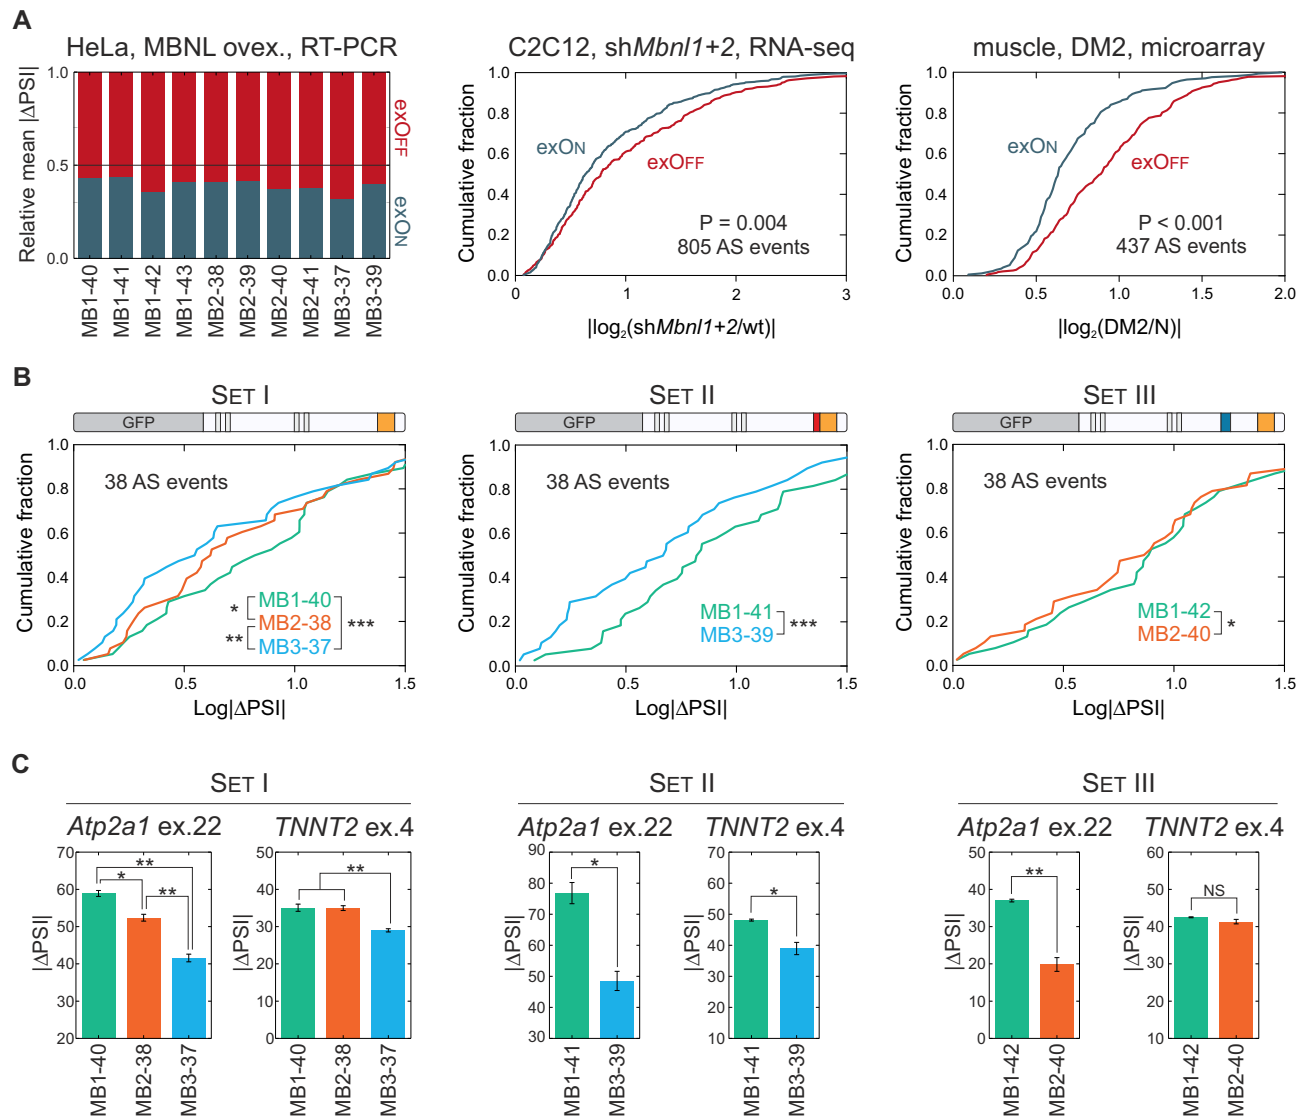 A
HeLa, MBNL ovex., RT-PCR
Relative mean |ΔPSI|
1.0
0.5
0.0
exOFF
exON
MB1-40
MB1-41
MB1-42
MB1-43
MB2-38
MB2-39
MB2-40
MB2-41
MB3-37
MB3-39
C2C12, shMbnl1+2, RNA-seq
Cumulative fraction
1.0
0.8
0.6
0.4
0.2
0.0
exON
exOFF
P = 0.004
805 AS events
0
1
2
3
|log2(shMbnl1+2/wt)|
muscle, DM2, microarray
Cumulative fraction
1.0
0.8
0.6
0.4
0.2
0.0
exON
exOFF
P < 0.001
437 AS events
0.0
0.5
1.0
1.5
2.0
|log2(DM2/N)|
B
SET I
GFP
Cumulative fraction
1.0
0.8
0.6
0.4
0.2
0.0
38 AS events
MB1-40
MB2-38
MB3-37
*
**
***
0.0
0.5
1.0
1.5
Log|ΔPSI|
SET II
GFP
Cumulative fraction
1.0
0.8
0.6
0.4
0.2
0.0
38 AS events
MB1-41
MB3-39
***
0.0
0.5
1.0
1.5
Log|ΔPSI|
SET III
GFP
Cumulative fraction
1.0
0.8
0.6
0.4
0.2
0.0
38 AS events
MB1-42
MB2-40
*
0.0
0.5
1.0
1.5
Log|ΔPSI|
C
SET I
Atp2a1 ex.22
|ΔPSI|
70
60
50
40
30
20
**
*
**
MB1-40
MB2-38
MB3-37
TNNT2 ex.4
|ΔPSI|
50
40
30
20
10
0
**
MB1-40
MB2-38
MB3-37
SET II
Atp2a1 ex.22
|ΔPSI|
90
80
70
60
50
40
30
*
MB1-41
MB3-39
TNNT2 ex.4
|ΔPSI|
70
60
50
40
30
20
10
*
MB1-41
MB3-39
SET III
Atp2a1 ex.22
|ΔPSI|
50
40
30
20
10
0
**
MB1-42
MB2-40
TNNT2 ex.4
|ΔPSI|
60
50
40
30
20
10
NS
MB1-42
MB2-40